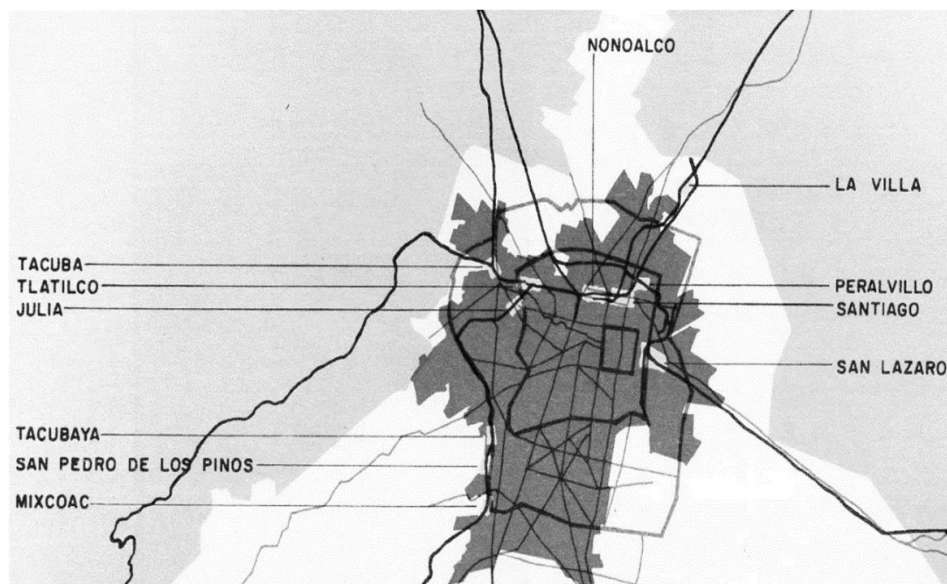 NONOALCO
LA VILLA
TACUBA
TLATILCO
JULIA
PERALVILLO
SANTIAGO
SAN LAZARO
TACUBAYA
SAN PEDRO DE LOS PINOS
MIXCOAC